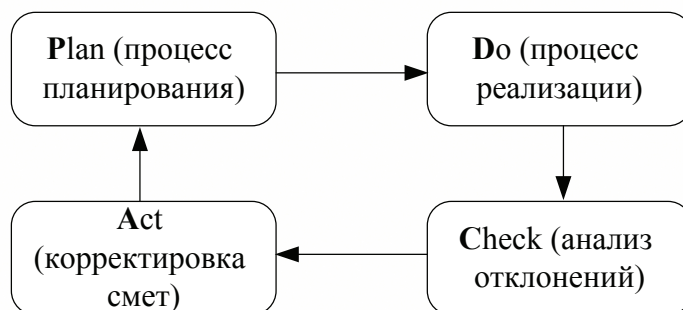 Plan (процесс
планирования)
Do (процесс
реализации)
Act
(корректировка
смет)
Check (анализ
отклонений)